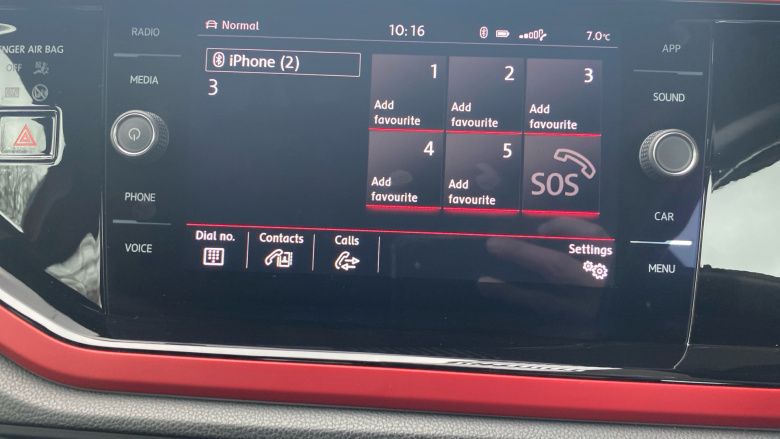 RADIO
Normal
10:16
7.0°C
APP
NGER AIR BAG
OFF
MEDIA
iPhone (2)
3
1
2
3
SOUND
Add
favourite
Add
favourite
Add
favourite
4
5
SOS
Add
favourite
Add
favourite
PHONE
CAR
VOICE
Dial no.
Contacts
Calls
Settings
MENU